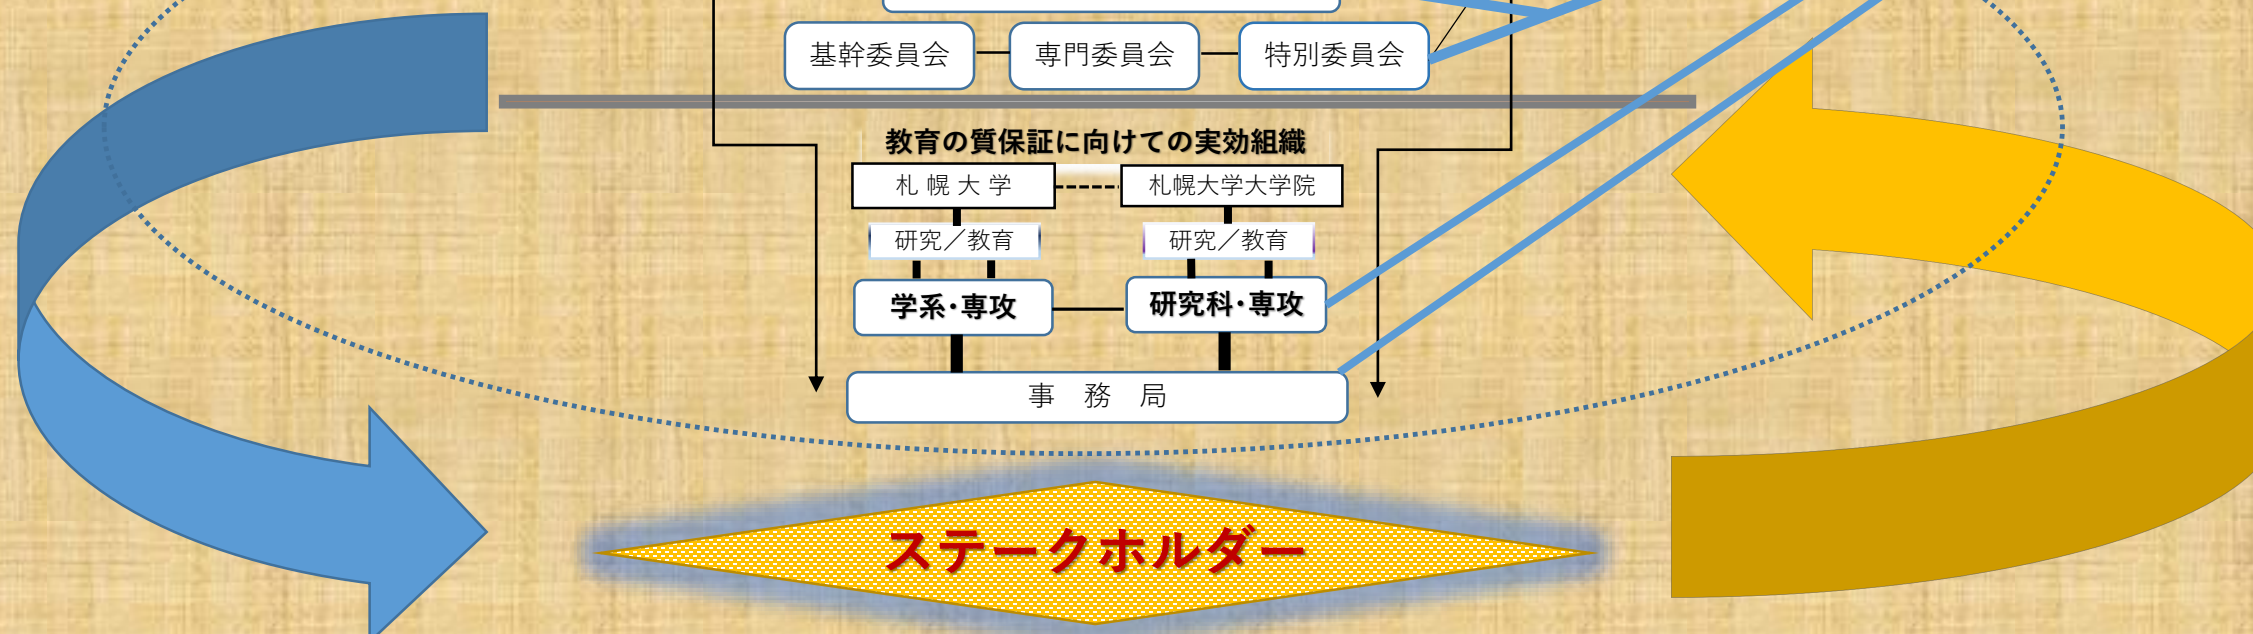 基幹委員会 専門委員会 特別委員会
教育の質保証に向けての実効組織
札 幌 大 学 札幌大学大学院
研究／教育 研究／教育
学系・専攻 研究科・専攻
事 務 局
ステークホルダー